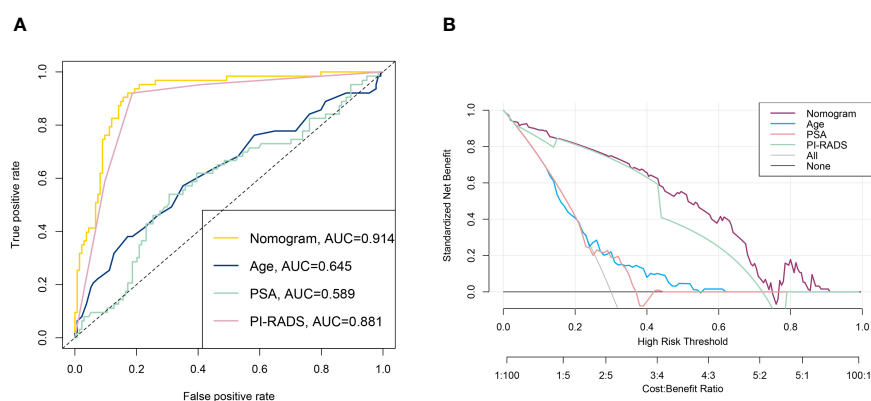 A
True positive rate
1.0
0.8
0.6
0.4
0.2
0.0
Nomogram, AUC=0.914
Age, AUC=0.645
PSA, AUC=0.589
PI-RADS, AUC=0.881
0.0 0.2 0.4 0.6 0.8 1.0
False positive rate
B
Standardized Net Benefit
1.0
0.8
0.6
0.4
0.2
0.0
Nomogram
Age
PSA
PI-RADS
All
None
0.0 0.2 0.4 0.6 0.8 1.0
High Risk Threshold
1:100 1:5 2:5 3:4 4:3 5:2 5:1 100:1
Cost:Benefit Ratio